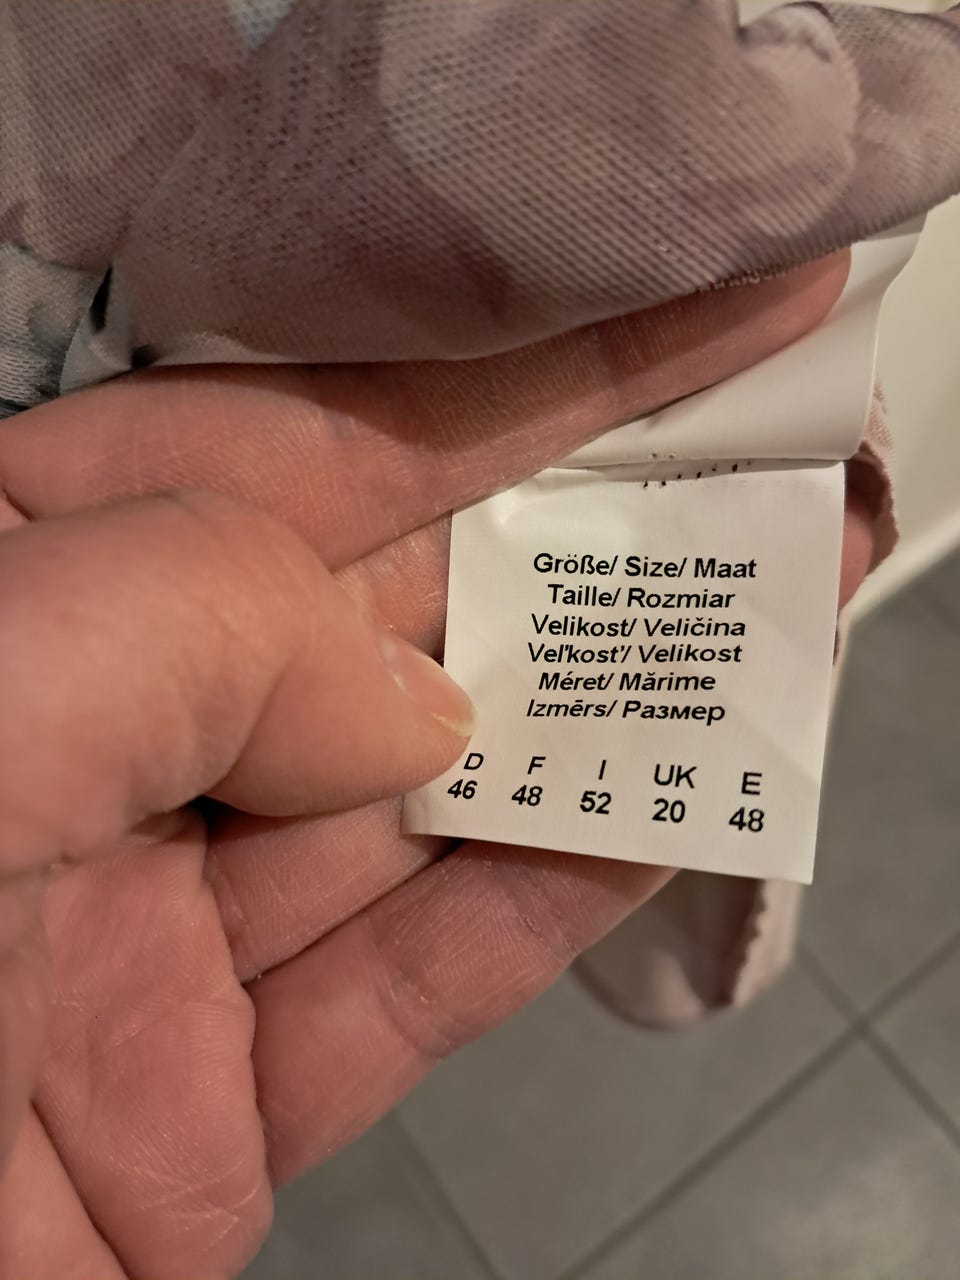 Größe/ Size/ Maat
Taille/ Rozmiar
Velikost/ Veličina
Veľkosť/ Velikost
Méret/ Mărime
Izmērs/ Размер
D F I UK E
46 48 52 20 48